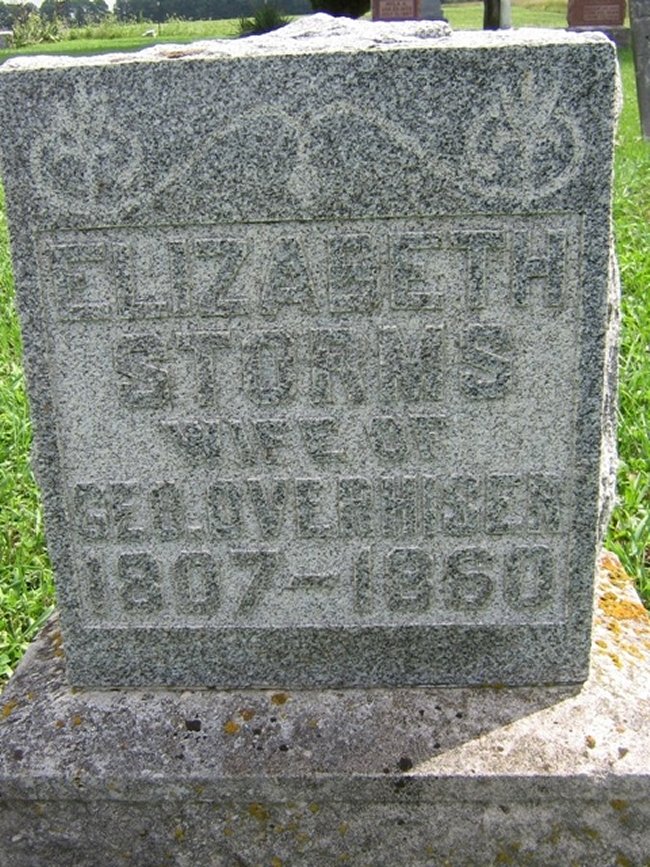 ELIZABETH
STORMS
WIFE OF
GEO. OVERHISER
1807-1860